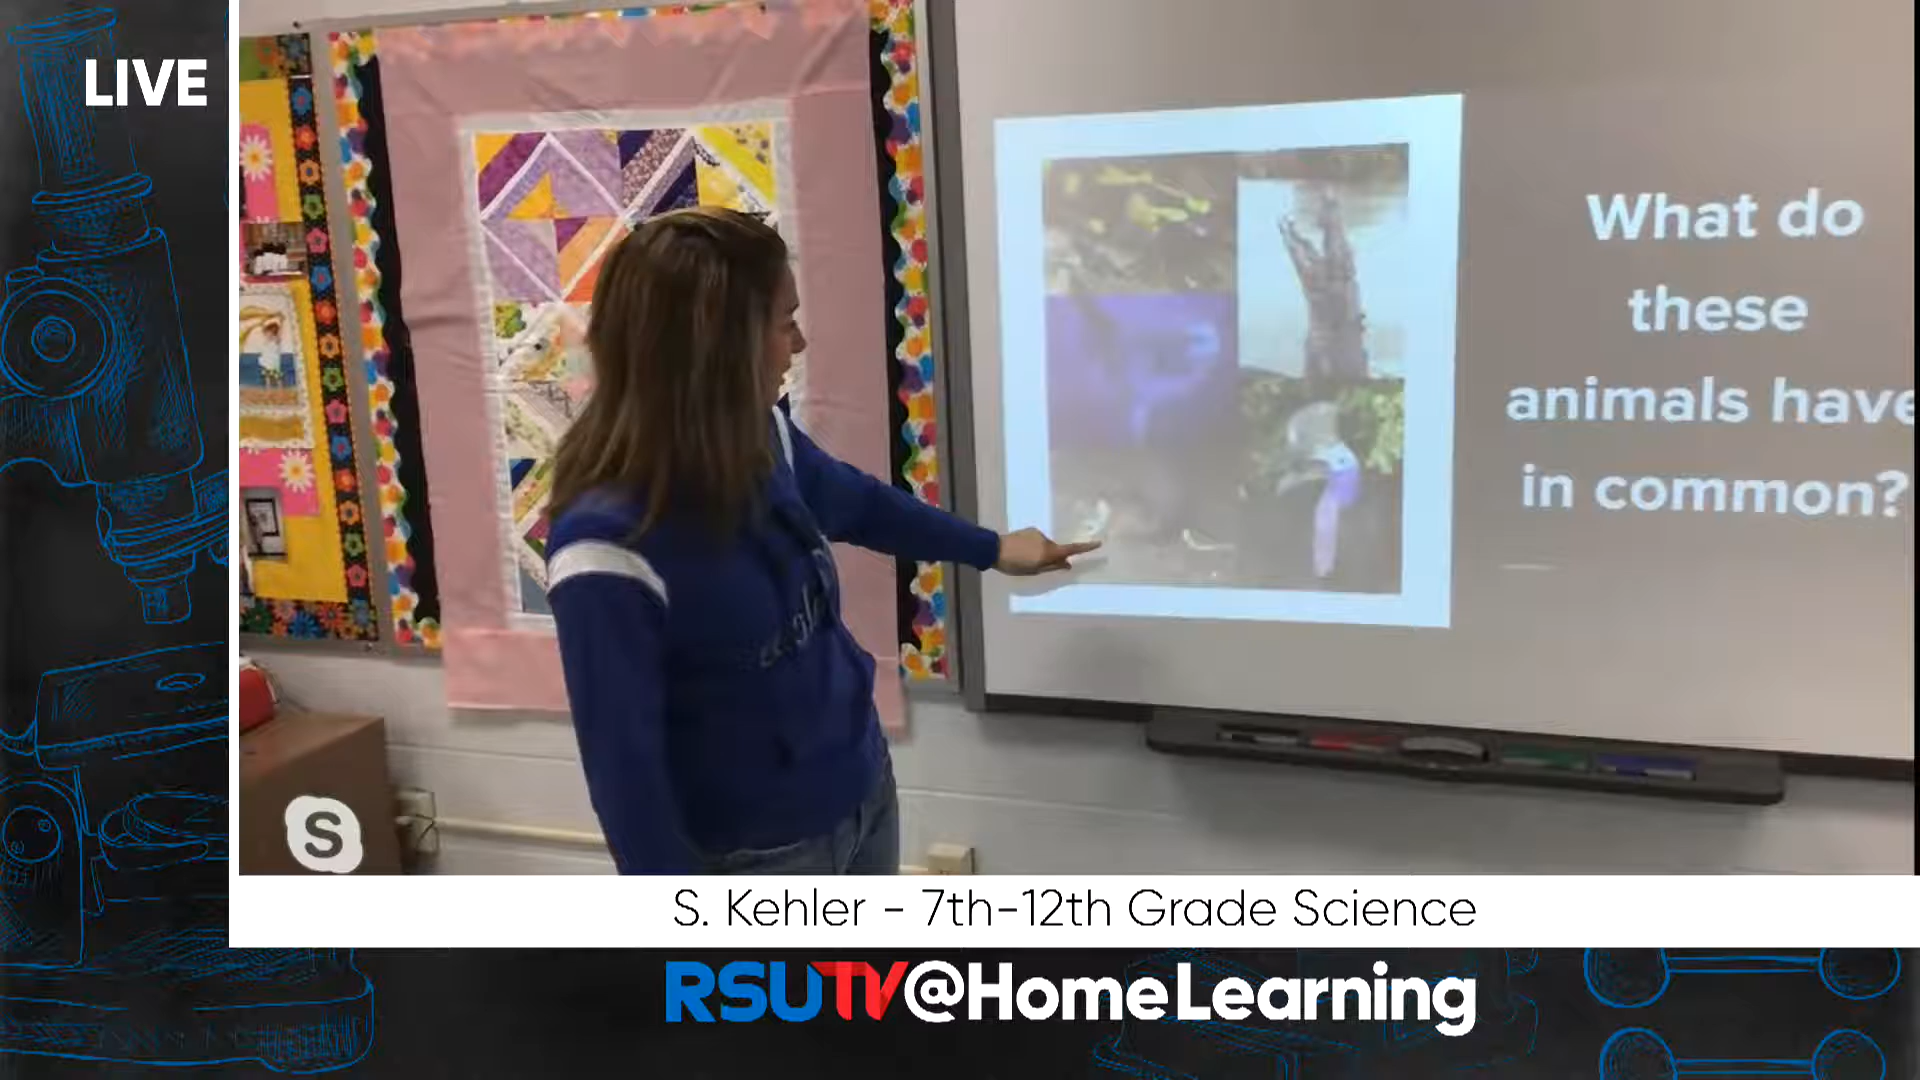 LIVE
What do
these
animals have
in common?
S
S. Kehler - 7th-12th Grade Science
RSUTV@HomeLearning